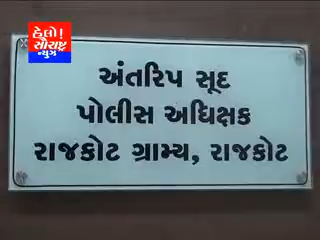 હેલો!
સૌરાષ્ટ્ર
ન્યુઝ
અંતરિપ સૂદ
પોલીસ અધિક્ષક
રાજકોટ ગ્રામ્ય, રાજકોટ